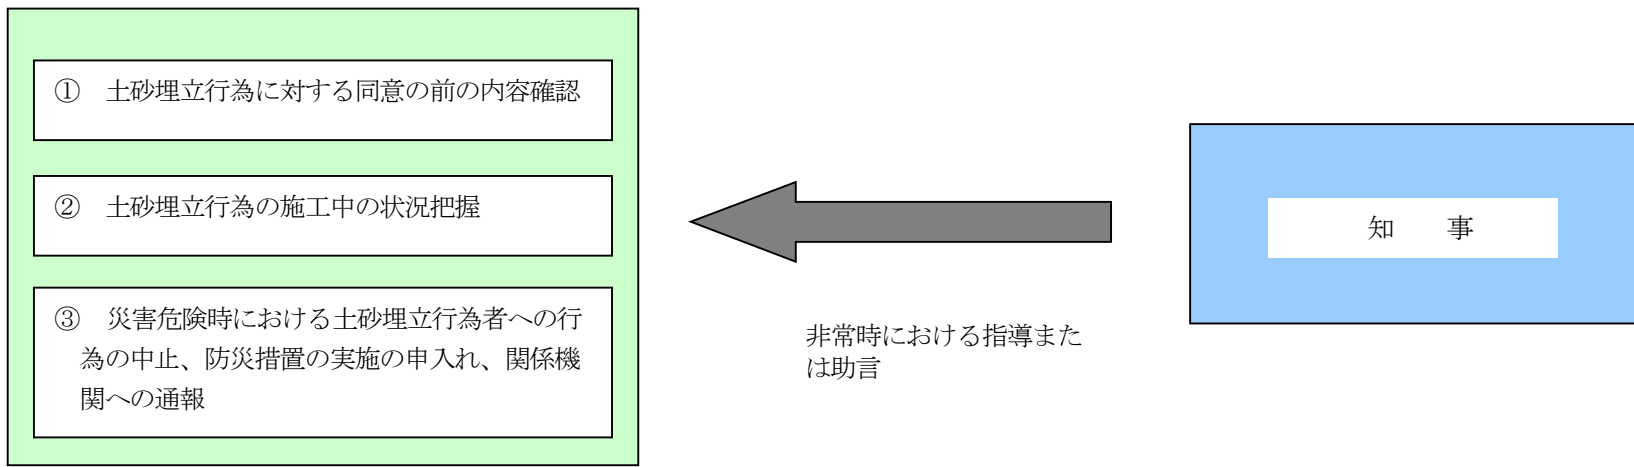 ① 土砂埋立行為に対する同意の前の内容確認
② 土砂埋立行為の施工中の状況把握
③ 災害危険時における土砂埋立行為者への行
為の中止、防災措置の実施の申入れ、関係機
関への通報
非常時における指導また
は助言
知 事